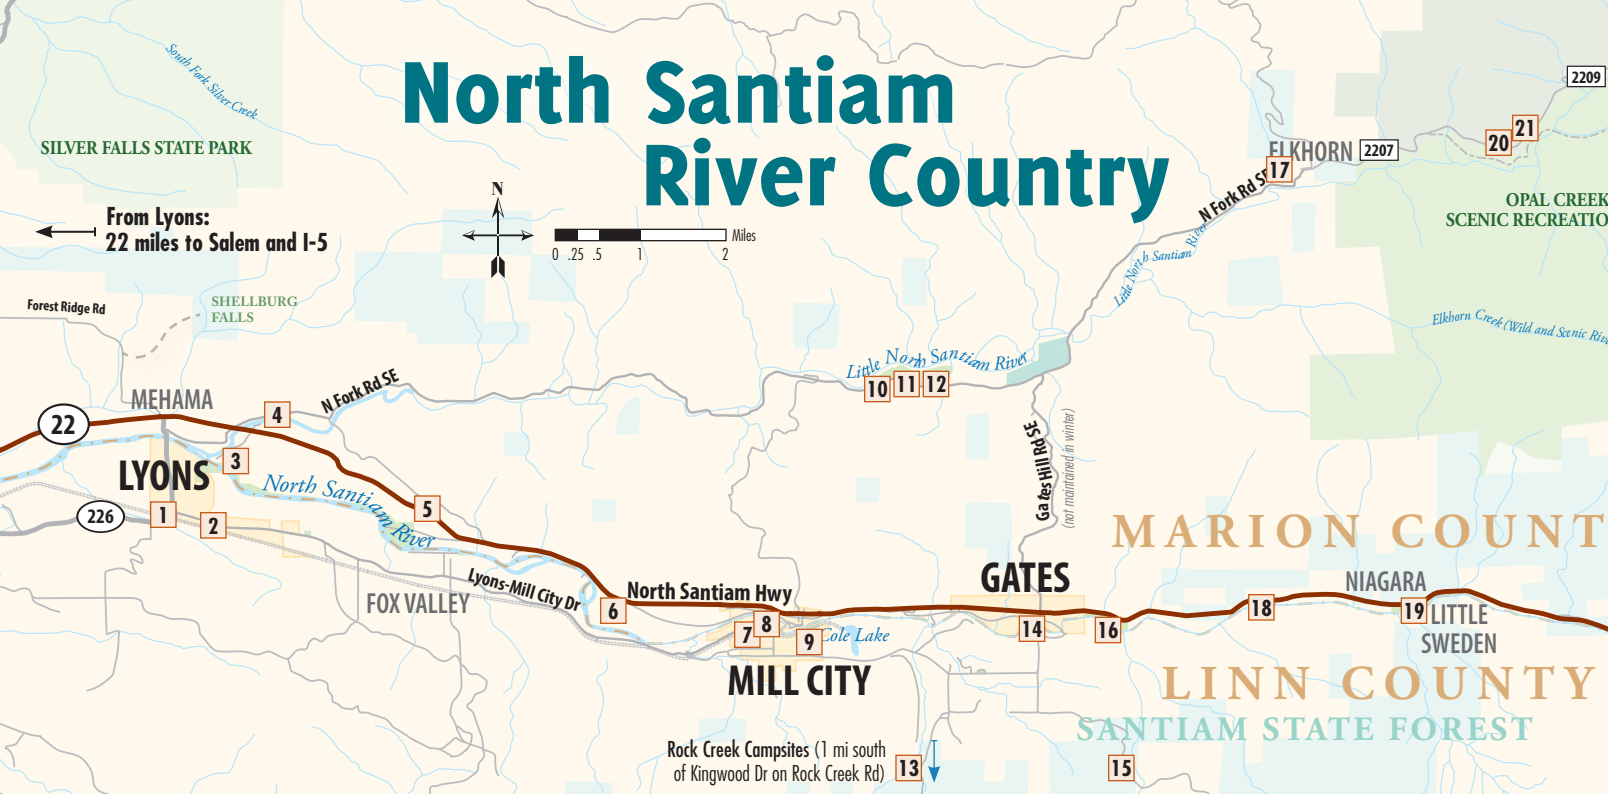 North Santiam
River Country
South Fork Silver Creek
SILVER FALLS STATE PARK
From Lyons:
22 miles to Salem and I-5
N
Miles
0 .25 .5 1 2
2209
21
20
ELKHORN
2207
17
N Fork Rd SE
OPAL CREEK
SCENIC RECREATIO
Little North Santiam River
Elkhorn Creek (Wild and Scenic Rive
Forest Ridge Rd
SHELLBURG
FALLS
Little North Santiam River
10
11
12
MEHAMA
N Fork Rd SE
22
4
3
LYONS
North Santiam River
Gates Hill Rd SE
(not maintained in winter)
226
1
2
5
MARION COUNT
Lyons-Mill City Dr
FOX VALLEY
6
North Santiam Hwy
GATES
NIAGARA
7
8
9
Cole Lake
14
16
18
19
LITTLE
SWEDEN
MILL CITY
LINN COUNTY
SANTIAM STATE FOREST
Rock Creek Campsites (1 mi south
of Kingwood Dr on Rock Creek Rd)
13
15